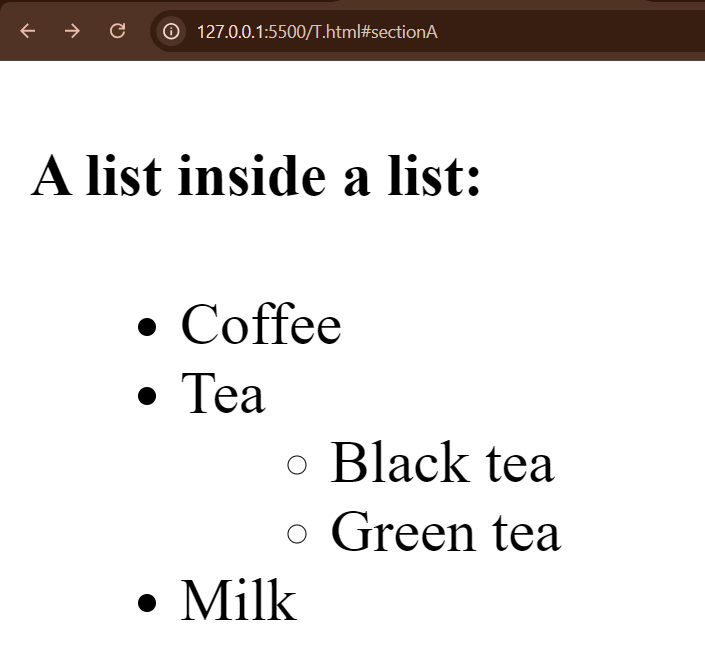 127.0.0.1:5500/T.html#sectionA
A list inside a list:
Coffee
Tea
Black tea
Green tea
Milk